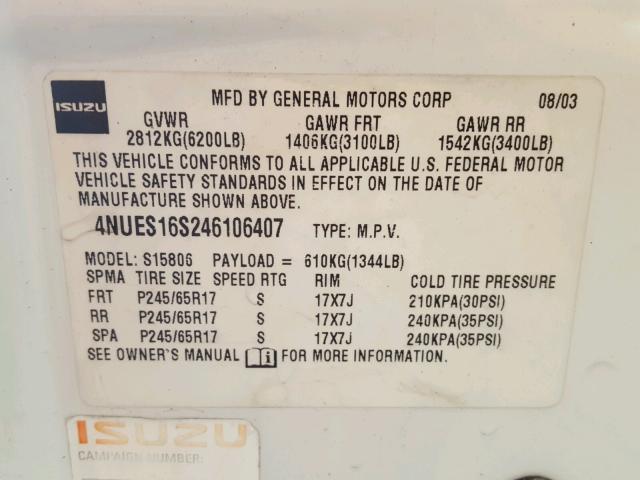 ISUZU
MFD BY GENERAL MOTORS CORP 08/03
GVWR GAWR FRT GAWR RR
2812KG(6200LB) 1406KG(3100LB) 1542KG(3400LB)
THIS VEHICLE CONFORMS TO ALL APPLICABLE U.S. FEDERAL MOTOR
VEHICLE SAFETY STANDARDS IN EFFECT ON THE DATE OF
MANUFACTURE SHOWN ABOVE.
4NUES16S246106407 TYPE: M.P.V.
MODEL: S15806 PAYLOAD = 610KG(1344LB)
SPMA TIRE SIZE SPEED RTG RIM COLD TIRE PRESSURE
FRT P245/65R17 S 17X7J 210KPA(30PSI)
RR P245/65R17 S 17X7J 240KPA(35PSI)
SPA P245/65R17 S 17X7J 240KPA(35PSI)
SEE OWNER'S MANUAL i FOR MORE INFORMATION.
ISUZU
CAMPAIGN NUMBER: